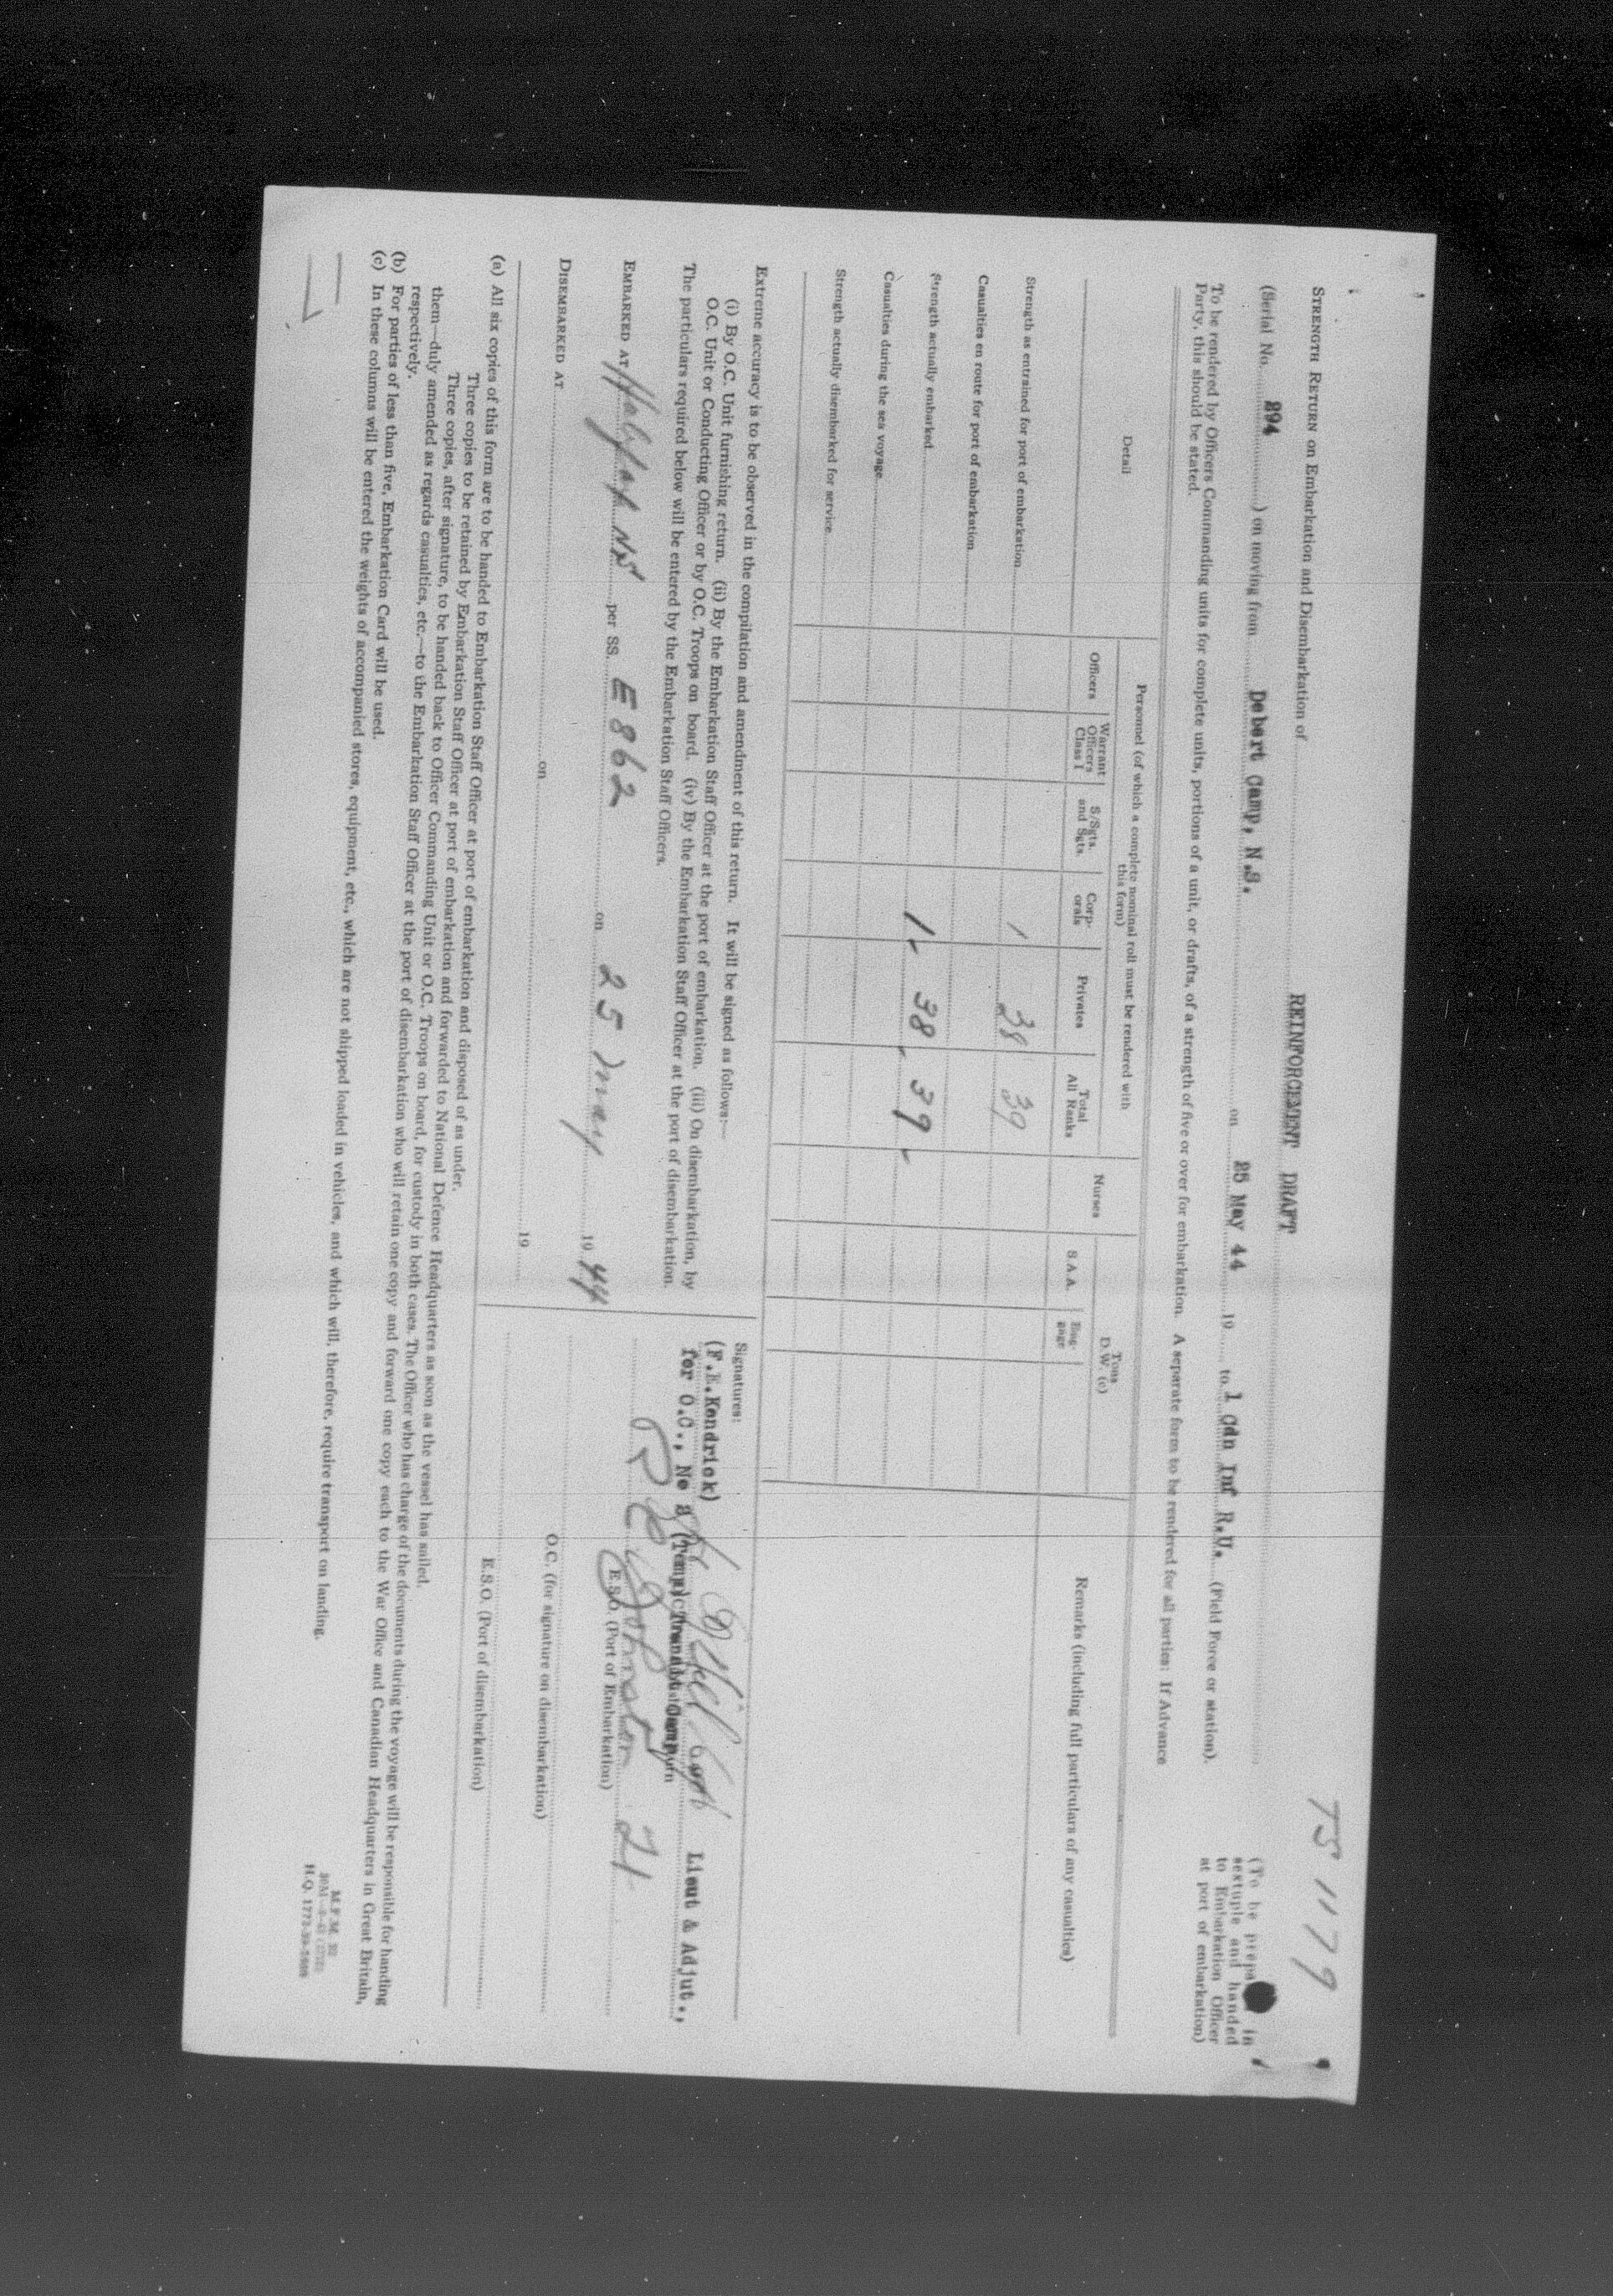 TS 1179
STRENGTH RETURN on Embarkation and Disembarkation of REINFORCEMENT DRAFT
(To be prepa in
sextuple and handed
to Embarkation Officer
at port of embarkation)
(Serial No. 294 ) on moving from Debert Camp, N.S. on 25 May 44 19 to 1 Cdn Inf R.U. (Field Force or station).
To be rendered by Officers Commanding units for complete units, portions of a unit, or drafts, of a strength of five or over for embarkation. A separate form to be rendered for all parties: If Advance
Party, this should be stated.
Detail
Personnel (of which a complete nominal roll must be rendered with
this form)
Officers
Warrant
Officers
Class I
S/Sgts.
and Sgts.
Corp-
orals
Privates
Total
All Ranks
Nurses
Tons
D.W. (c)
S.A.A.
Bag-
gage
Remarks (including full particulars of any casualties)
Strength as entrained for port of embarkation 1 38 39
Casualties en route for port of embarkation
Strength actually embarked 1 - 38 - 39 -
Casualties during the sea voyage
Strength actually disembarked for service
Extreme accuracy is to be observed in the compilation and amendment of this return. It will be signed as follows:—
(i) By O.C. Unit furnishing return. (ii) By the Embarkation Staff Officer at the port of embarkation. (iii) On disembarkation, by
O.C. Unit or Conducting Officer or by O.C. Troops on board. (iv) By the Embarkation Staff Officer at the port of disembarkation.
The particulars required below will be entered by the Embarkation Staff Officers.
EMBARKED AT Halifax NS per SS. E862 on 25 May 19 44
DISEMBARKED AT on 19
Signatures:
(F.E.Kendrick) Lieut & Adjut.,
for O.C., No (Temp) Transit Camp
Johnston Lt
E.S.O. (Port of Embarkation)
O.C. (for signature on disembarkation)
E.S.O. (Port of disembarkation)
(a) All six copies of this form are to be handed to Embarkation Staff Officer at port of embarkation and disposed of as under.
Three copies to be retained by Embarkation Staff Officer at port of embarkation and forwarded to National Defence Headquarters as soon as the vessel has sailed.
Three copies, after signature, to be handed back to Officer Commanding Unit or O.C. Troops on board, for custody in both cases. The Officer who has charge of the documents during the voyage will be responsible for handing
them—duly amended as regards casualties, etc.—to the Embarkation Staff Officer at the port of disembarkation who will retain one copy and forward one copy each to the War Office and Canadian Headquarters in Great Britain,
respectively.
(b) For parties of less than five, Embarkation Card will be used.
(c) In these columns will be entered the weights of accompanied stores, equipment, etc., which are not shipped loaded in vehicles, and which will, therefore, require transport on landing.
M.F.M. 22